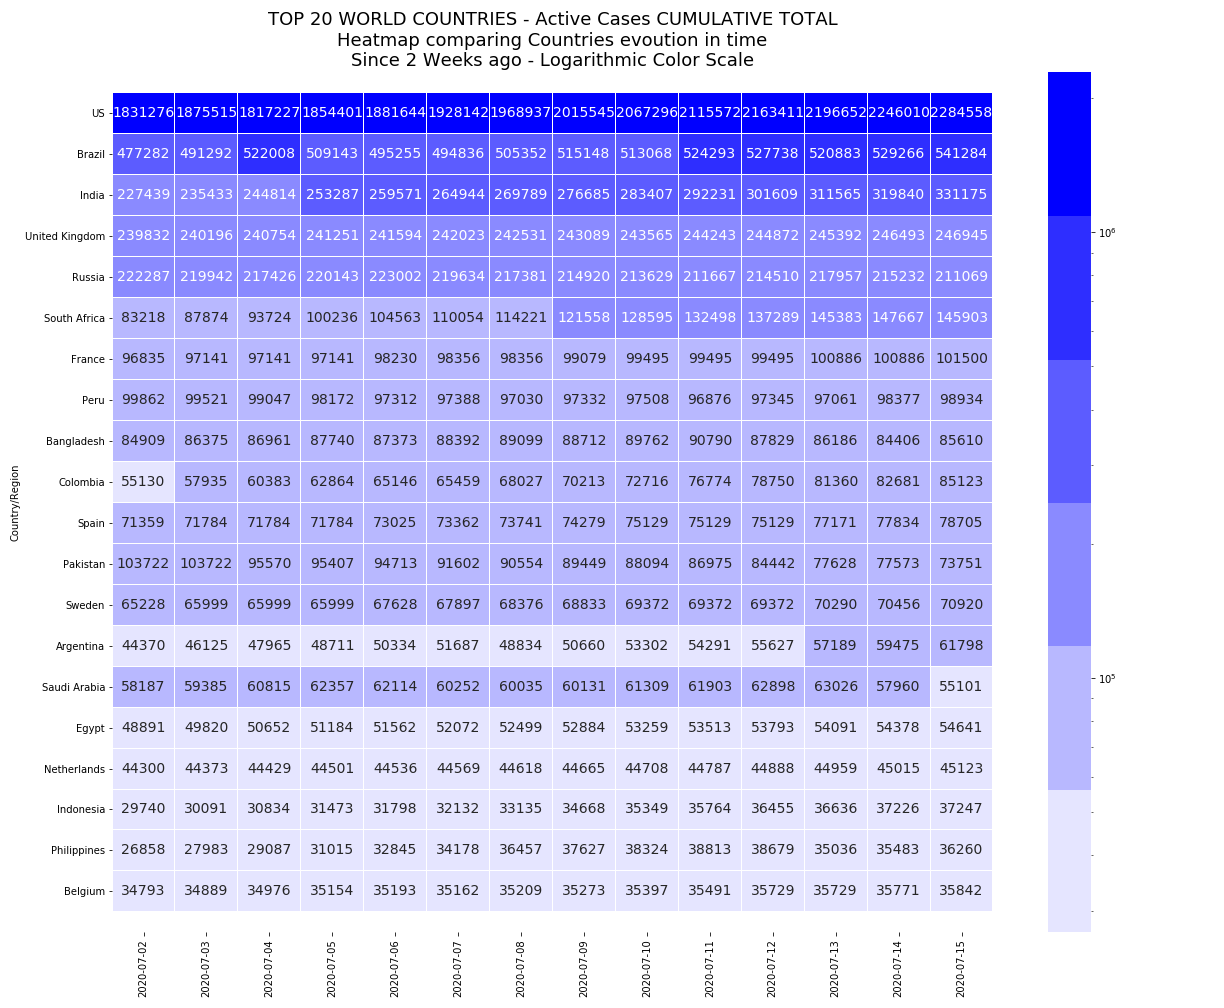 TOP 20 WORLD COUNTRIES - Active Cases CUMULATIVE TOTAL
Heatmap comparing Countries evoution in time
Since 2 Weeks ago - Logarithmic Color Scale
US 1831276 1875515 1817227 1854401 1881644 1928142 1968937 2015545 2067296 2115572 2163411 2196652 2246010 2284558
Brazil 477282 491292 522008 509143 495255 494836 505352 515148 513068 524293 527738 520883 529266 541284
India 227439 235433 244814 253287 259571 264944 269789 276685 283407 292231 301609 311565 319840 331175
United Kingdom 239832 240196 240754 241251 241594 242023 242531 243089 243565 244243 244872 245392 246493 246945
Russia 222287 219942 217426 220143 223002 219634 217381 214920 213629 211667 214510 217957 215232 211069
South Africa 83218 87874 93724 100236 104563 110054 114221 121558 128595 132498 137289 145383 147667 145903
France 96835 97141 97141 97141 98230 98356 98356 99079 99495 99495 99495 100886 100886 101500
Peru 99862 99521 99047 98172 97312 97388 97030 97332 97508 96876 97345 97061 98377 98934
Bangladesh 84909 86375 86961 87740 87373 88392 89099 88712 89762 90790 87829 86186 84406 85610
Colombia 55130 57935 60383 62864 65146 65459 68027 70213 72716 76774 78750 81360 82681 85123
Spain 71359 71784 71784 71784 73025 73362 73741 74279 75129 75129 75129 77171 77834 78705
Pakistan 103722 103722 95570 95407 94713 91602 90554 89449 88094 86975 84442 77628 77573 73751
Sweden 65228 65999 65999 65999 67628 67897 68376 68833 69372 69372 69372 70290 70456 70920
Argentina 44370 46125 47965 48711 50334 51687 48834 50660 53302 54291 55627 57189 59475 61798
Saudi Arabia 58187 59385 60815 62357 62114 60252 60035 60131 61309 61903 62898 63026 57960 55101
Egypt 48891 49820 50652 51184 51562 52072 52499 52884 53259 53513 53793 54091 54378 54641
Netherlands 44300 44373 44429 44501 44536 44569 44618 44665 44708 44787 44888 44959 45015 45123
Indonesia 29740 30091 30834 31473 31798 32132 33135 34668 35349 35764 36455 36636 37226 37247
Philippines 26858 27983 29087 31015 32845 34178 36457 37627 38324 38813 38679 35036 35483 36260
Belgium 34793 34889 34976 35154 35193 35162 35209 35273 35397 35491 35729 35729 35771 35842
2020-07-02 2020-07-03 2020-07-04 2020-07-05 2020-07-06 2020-07-07 2020-07-08 2020-07-09 2020-07-10 2020-07-11 2020-07-12 2020-07-13 2020-07-14 2020-07-15
Country/Region
10⁶
10⁵